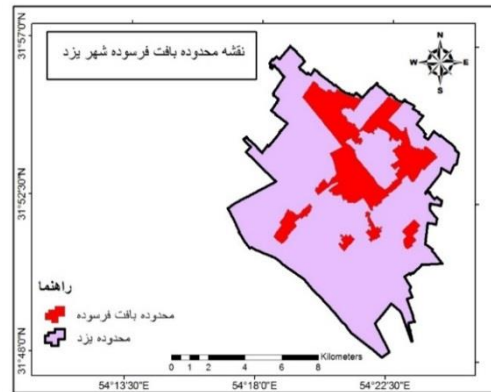 نقشه محدوده بافت فرسوده شهر یزد
N
W E
S
31°57'0"N
31°52'30"N
31°48'0"N
راهنما
محدوده بافت فرسوده
محدوده یزد
Kilometers
0 1 2 4 6 8
54°13'30"E 54°18'0"E 54°22'30"E